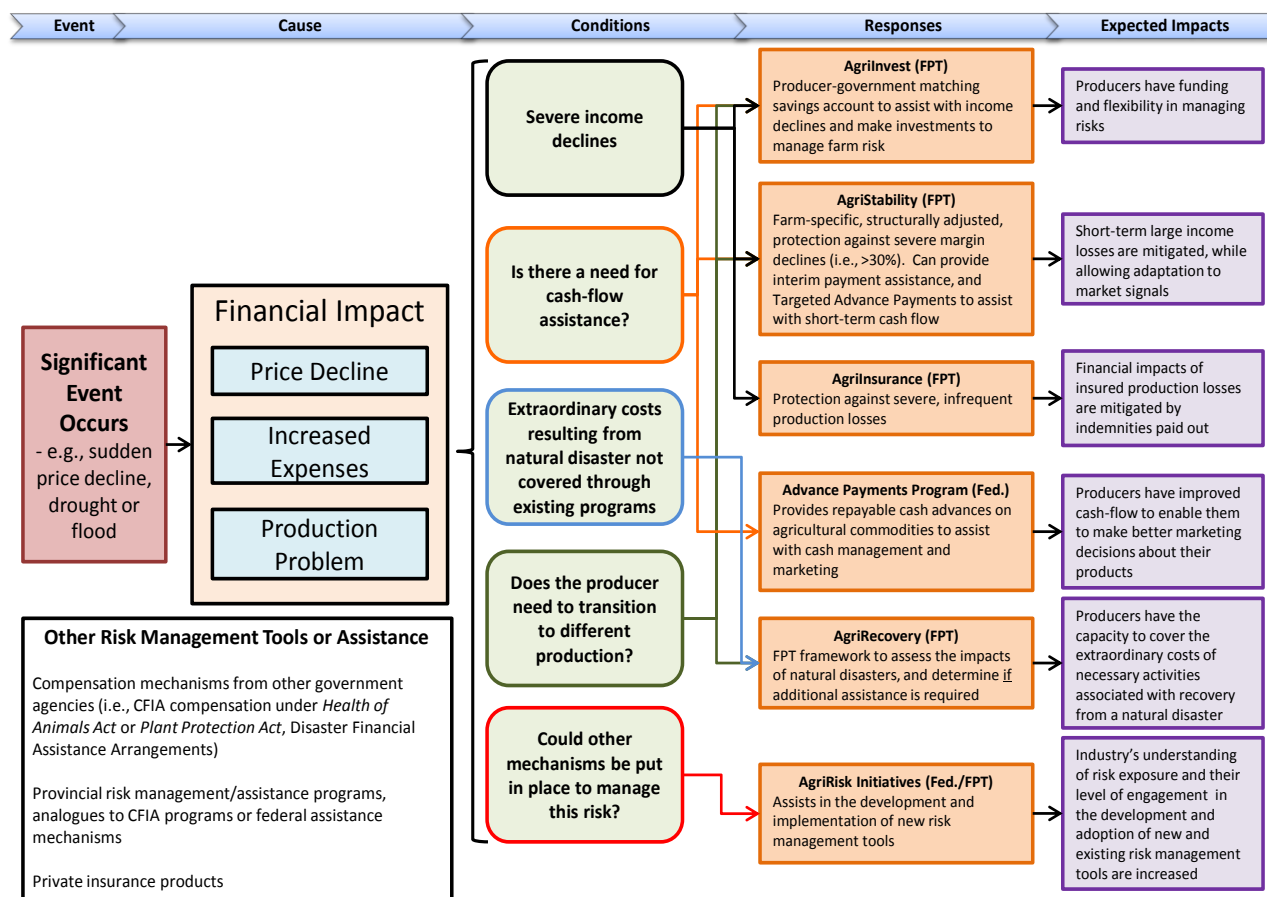 Event
Cause
Conditions
Responses
Expected Impacts
Significant
Event
Occurs
- e.g., sudden
price decline,
drought or
flood
Financial Impact
Price Decline
Increased
Expenses
Production
Problem
Other Risk Management Tools or Assistance
Compensation mechanisms from other government
agencies (i.e., CFIA compensation under Health of
Animals Act or Plant Protection Act, Disaster Financial
Assistance Arrangements)
Provincial risk management/assistance programs,
analogues to CFIA programs or federal assistance
mechanisms
Private insurance products
Severe income
declines
Is there a need for
cash-flow
assistance?
Extraordinary costs
resulting from
natural disaster not
covered through
existing programs
Does the producer
need to transition
to different
production?
Could other
mechanisms be put
in place to manage
this risk?
AgriInvest (FPT)
Producer-government matching
savings account to assist with income
declines and make investments to
manage farm risk
AgriStability (FPT)
Farm-specific, structurally adjusted,
protection against severe margin
declines (i.e., >30%). Can provide
interim payment assistance, and
Targeted Advance Payments to assist
with short-term cash flow
AgriInsurance (FPT)
Protection against severe, infrequent
production losses
Advance Payments Program (Fed.)
Provides repayable cash advances on
agricultural commodities to assist
with cash management and
marketing
AgriRecovery (FPT)
FPT framework to assess the impacts
of natural disasters, and determine if
additional assistance is required
AgriRisk Initiatives (Fed./FPT)
Assists in the development and
implementation of new risk
management tools
Producers have funding
and flexibility in managing
risks
Short-term large income
losses are mitigated, while
allowing adaptation to
market signals
Financial impacts of
insured production losses
are mitigated by
indemnities paid out
Producers have improved
cash-flow to enable them
to make better marketing
decisions about their
products
Producers have the
capacity to cover the
extraordinary costs of
necessary activities
associated with recovery
from a natural disaster
Industry's understanding
of risk exposure and their
level of engagement in
the development and
adoption of new and
existing risk management
tools are increased